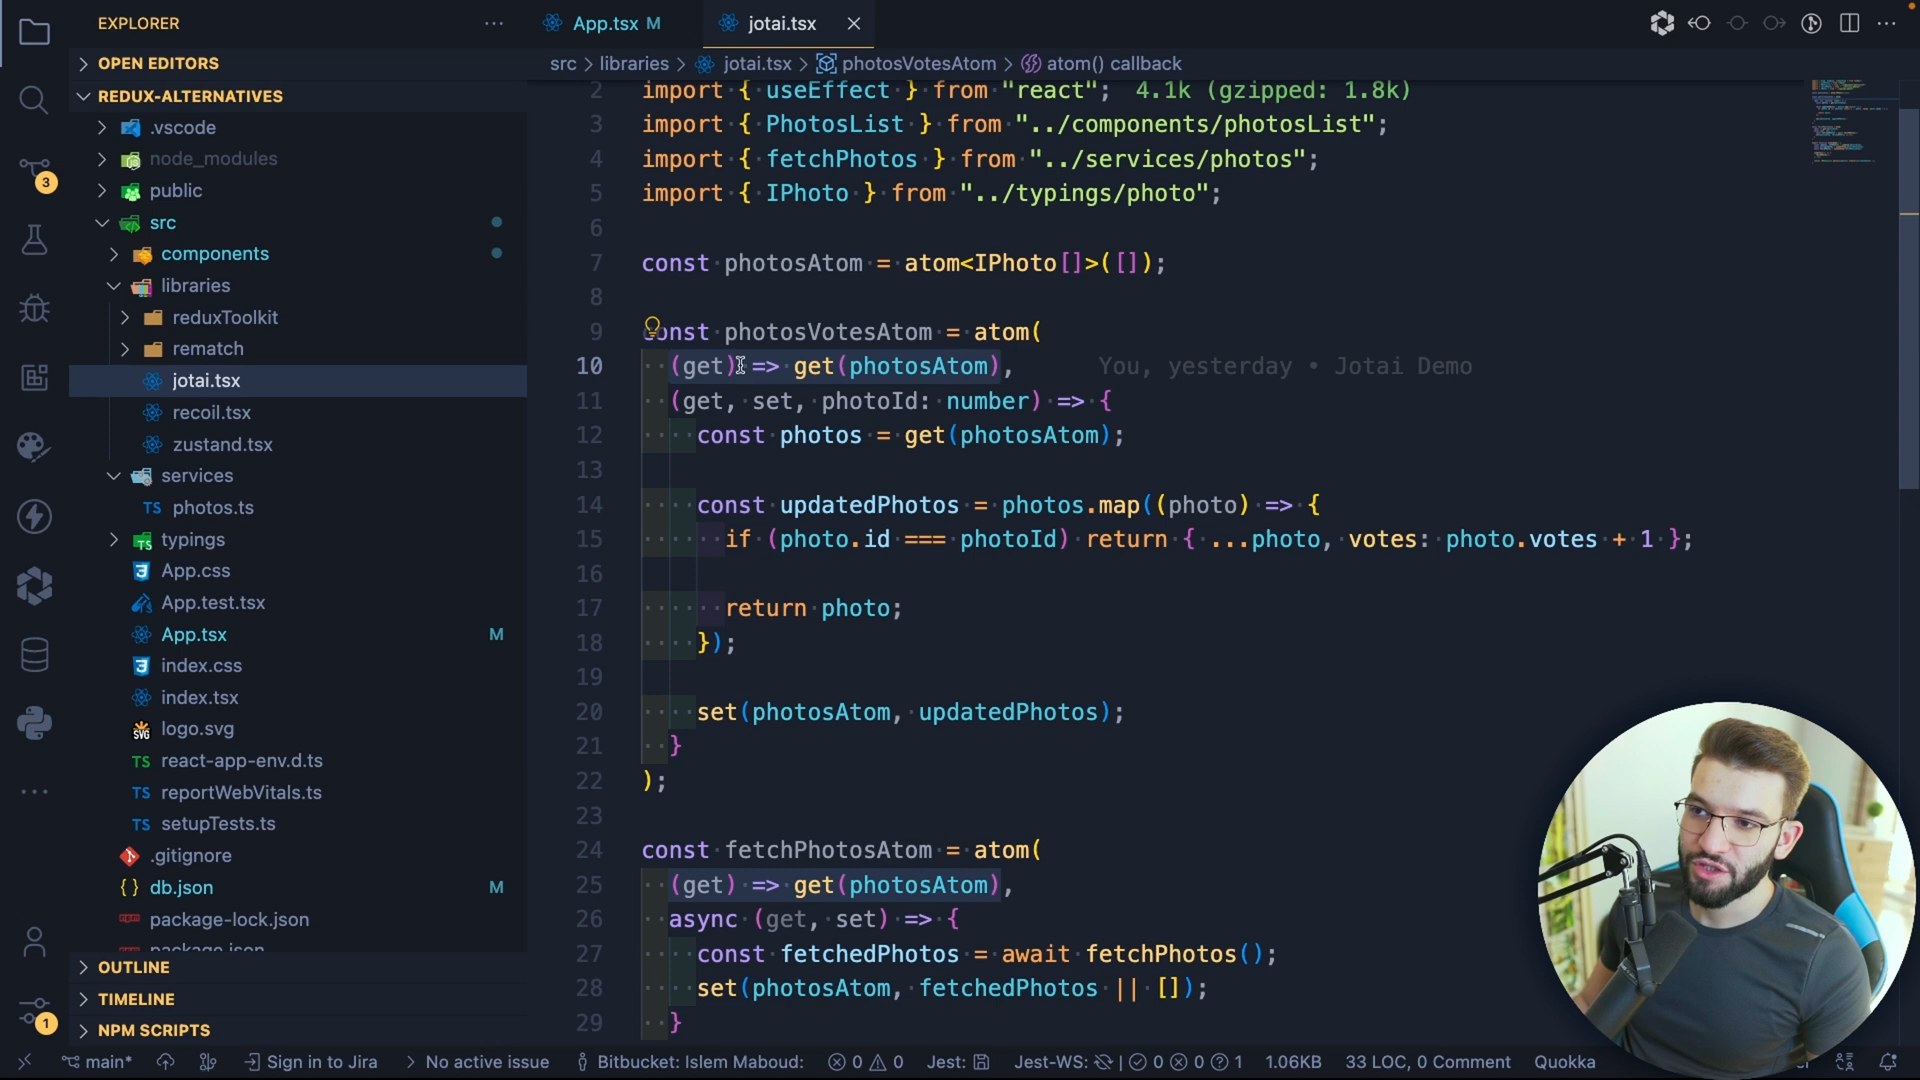 EXPLORER
OPEN EDITORS
REDUX-ALTERNATIVES
.vscode
node_modules
public
src
components
libraries
reduxToolkit
rematch
jotai.tsx
recoil.tsx
zustand.tsx
services
TS photos.ts
typings
App.css
App.test.tsx
App.tsx M
index.css
index.tsx
logo.svg
TS react-app-env.d.ts
TS reportWebVitals.ts
TS setupTests.ts
.gitignore
{} db.json M
package-lock.json
package.json
OUTLINE
TIMELINE
NPM SCRIPTS
3
1
App.tsx M
jotai.tsx
src > libraries > jotai.tsx > photosVotesAtom > atom() callback
2 import { useEffect } from "react"; 4.1k (gzipped: 1.8k)
3 import { PhotosList } from "../components/photosList";
4 import { fetchPhotos } from "../services/photos";
5 import { IPhoto } from "../typings/photo";
6
7 const photosAtom = atom<IPhoto[]>([]);
8
9 const photosVotesAtom = atom(
10 (get) => get(photosAtom), You, yesterday • Jotai Demo
11 (get, set, photoId: number) => {
12 const photos = get(photosAtom);
13
14 const updatedPhotos = photos.map((photo) => {
15 if (photo.id === photoId) return { ...photo, votes: photo.votes + 1 };
16
17 return photo;
18 });
19
20 set(photosAtom, updatedPhotos);
21 }
22 );
23
24 const fetchPhotosAtom = atom(
25 (get) => get(photosAtom),
26 async (get, set) => {
27 const fetchedPhotos = await fetchPhotos();
28 set(photosAtom, fetchedPhotos || []);
29 }
main* Sign in to Jira No active issue Bitbucket: Islem Maboud: 0 0 Jest: Jest-WS: | 0 0 1 1.06KB 33 LOC, 0 Comment Quokka